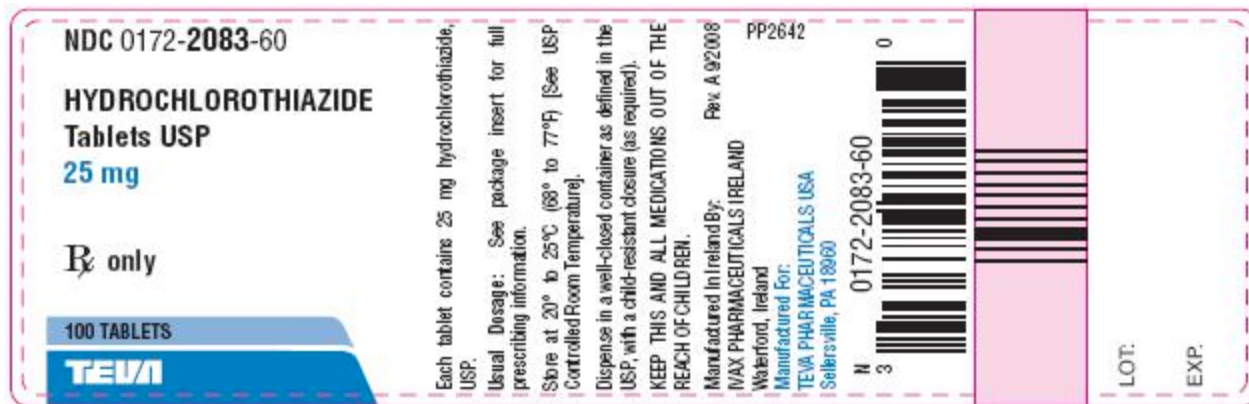 NDC 0172-2083-60
HYDROCHLOROTHIAZIDE
Tablets USP
25 mg
Rx only
100 TABLETS
TEVA
Each tablet contains 25 mg hydrochlorothiazide,
USP.
Usual Dosage: See package insert for full
prescribing information.
Store at 20° to 25°C (68° to 77°F) [See USP
Controlled Room Temperature].
Dispense in a well-closed container as defined in the
USP, with a child-resistant closure (as required).
KEEP THIS AND ALL MEDICATIONS OUT OF THE
REACH OF CHILDREN.
Manufactured In Ireland By: Rev. A 9/2008
IVAX PHARMACEUTICALS IRELAND
Waterford, Ireland
Manufactured For:
TEVA PHARMACEUTICALS USA
Sellersville, PA 18960
PP2642
N
3 0172-2083-60 0
LOT:
EXP.